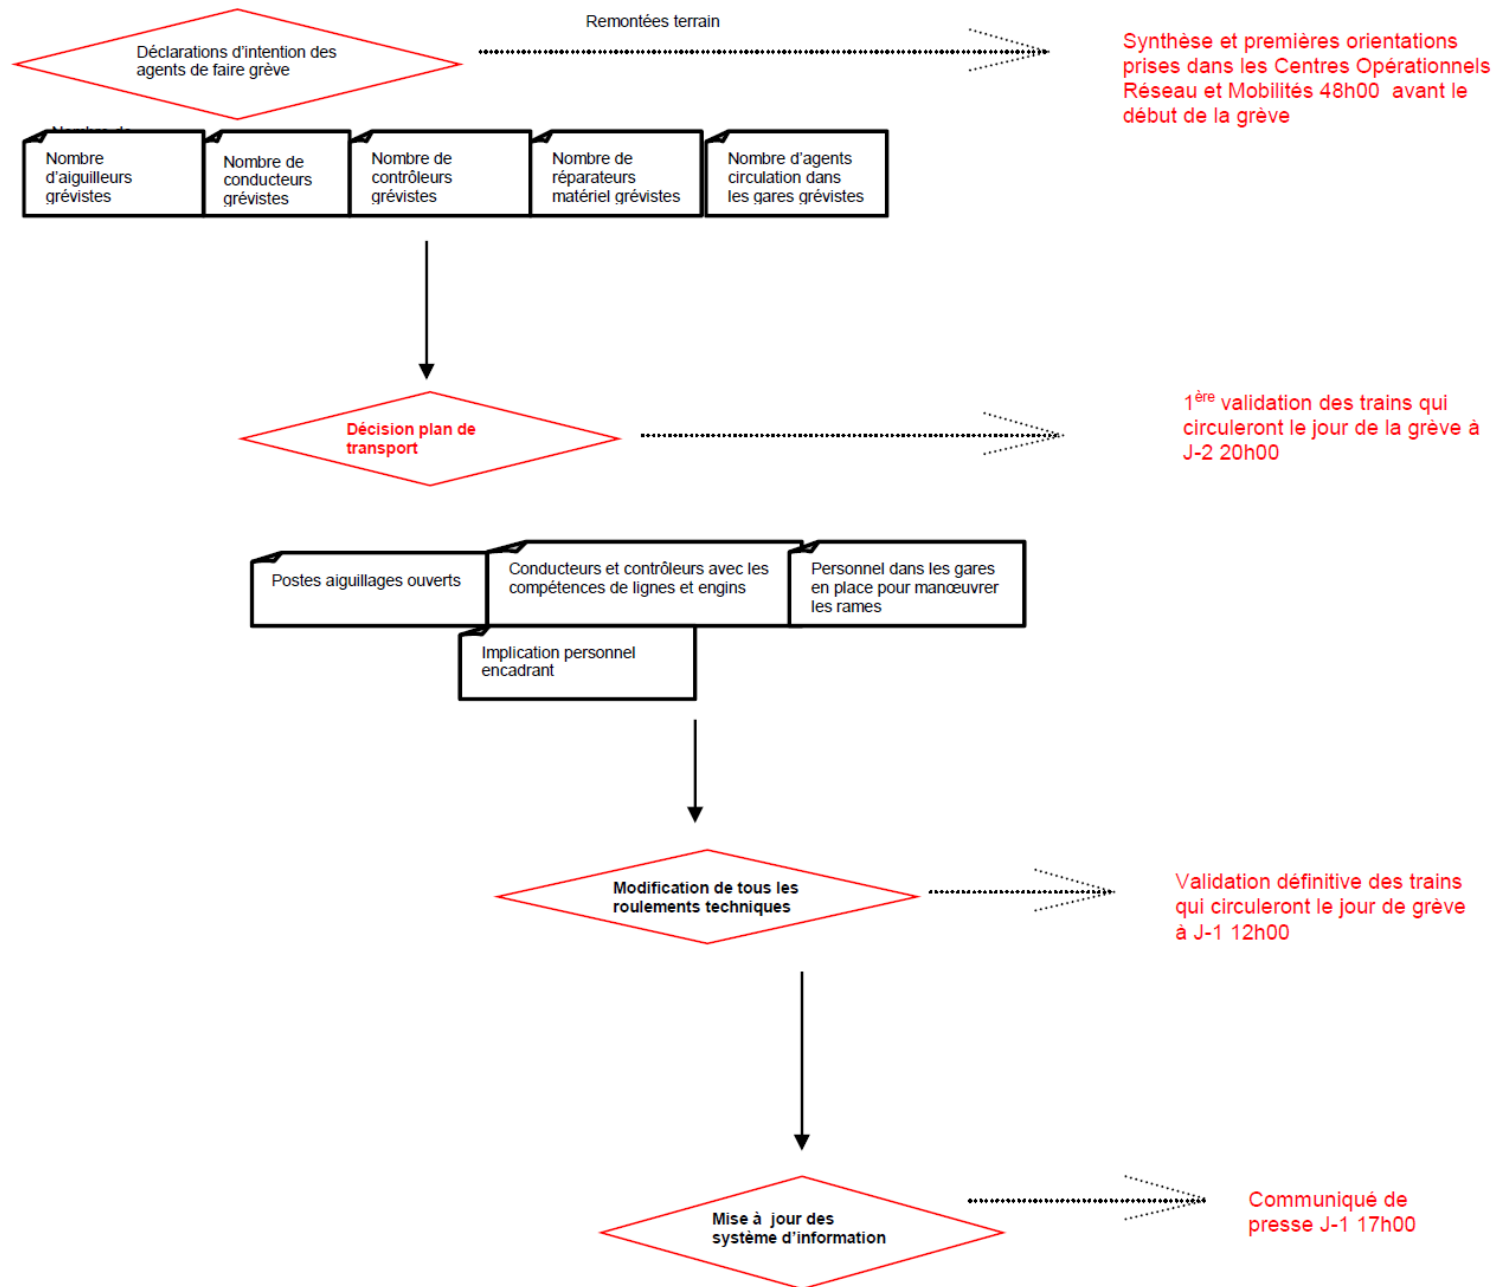 Remontées terrain
Déclarations d'intention des
agents de faire grève
Synthèse et premières orientations
prises dans les Centres Opérationnels
Réseau et Mobilités 48h00 avant le
début de la grève
Nombre de
Nombre
d'aiguilleurs
grévistes
Nombre de
conducteurs
grévistes
Nombre de
contrôleurs
grévistes
Nombre de
réparateurs
matériel grévistes
Nombre d'agents
circulation dans
les gares grévistes
Décision plan de
transport
1ère validation des trains qui
circuleront le jour de la grève à
J-2 20h00
Postes aiguillages ouverts
Conducteurs et contrôleurs avec les
compétences de lignes et engins
Personnel dans les gares
en place pour manœuvrer
les rames
Implication personnel
encadrant
Modification de tous les
roulements techniques
Validation définitive des trains
qui circuleront le jour de grève
à J-1 12h00
Mise à jour des
système d'information
Communiqué de
presse J-1 17h00